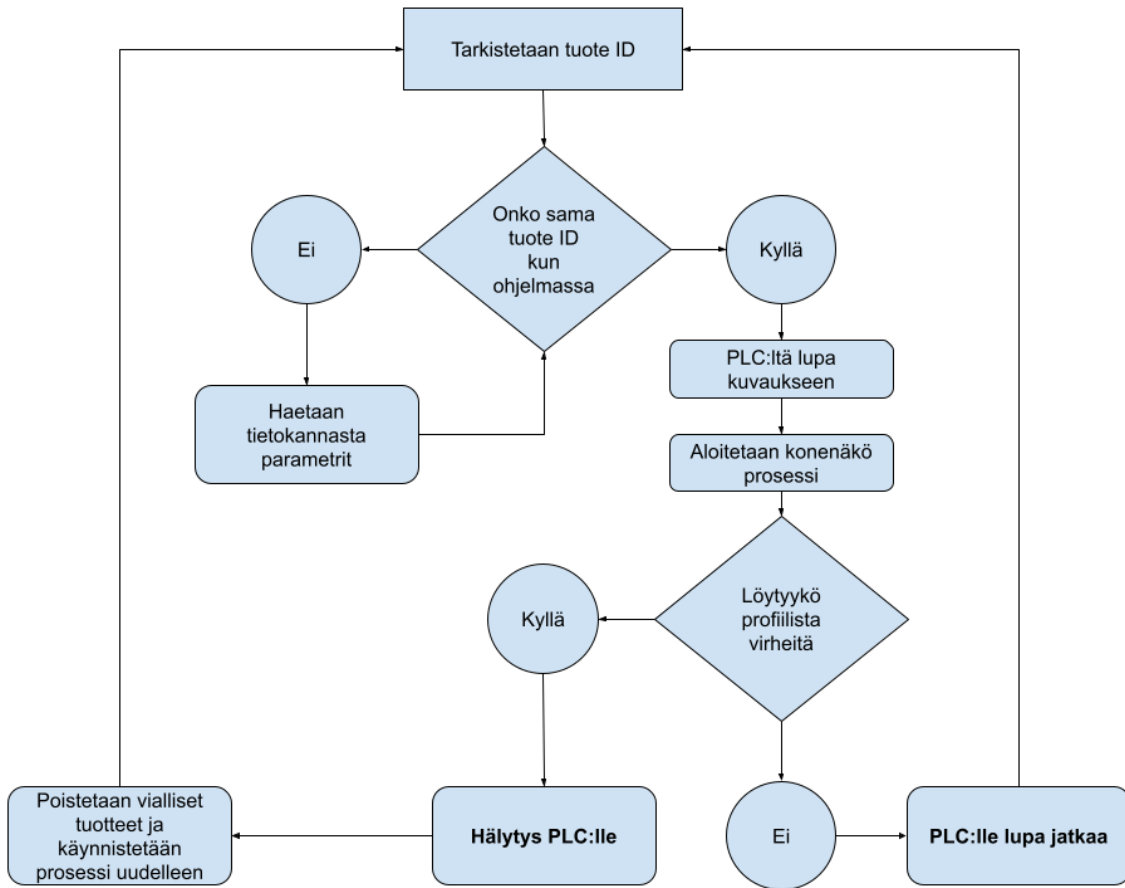 Tarkistetaan tuote ID
Onko sama
tuote ID
kun
ohjelmassa
Ei
Kyllä
PLC:ltä lupa
kuvaukseen
Haetaan
tietokannasta
parametrit
Aloitetaan konenäkö
prosessi
Löytyykö
profiilista
virheitä
Kyllä
Poistetaan vialliset
tuotteet ja
käynnistetään
prosessi uudelleen
Hälytys PLC:lle
Ei
PLC:lle lupa jatkaa